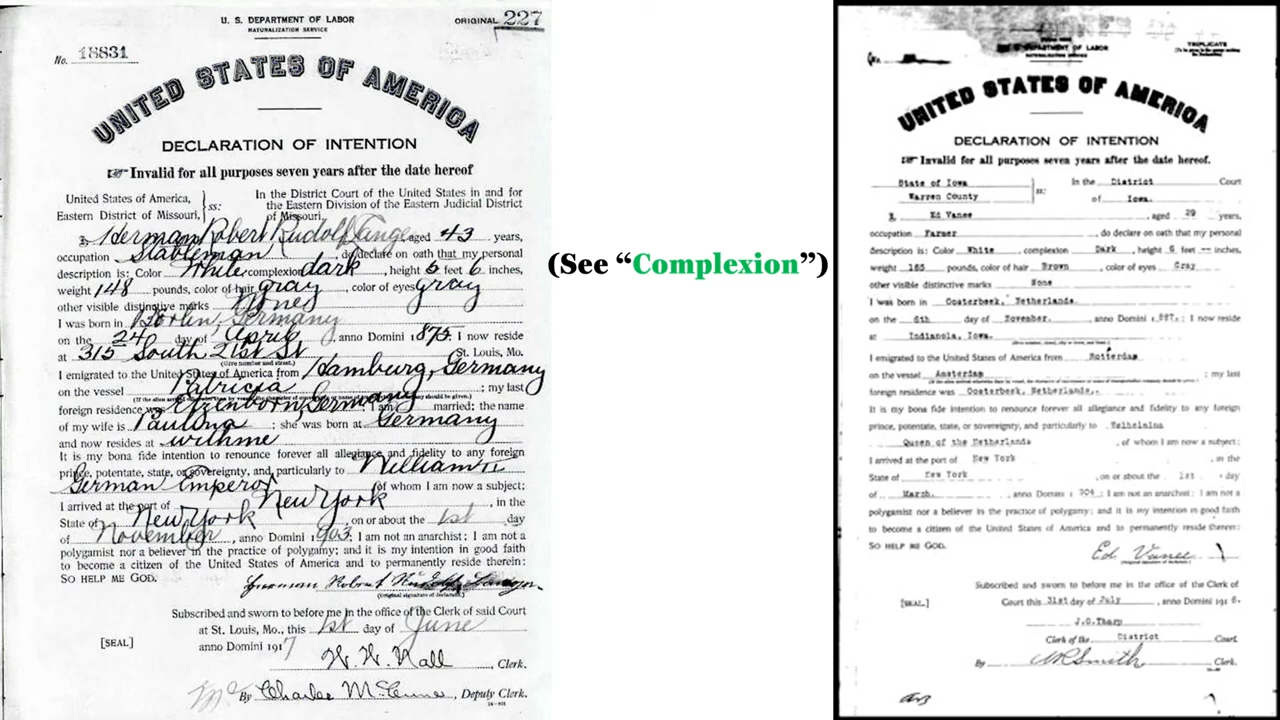 U. S. DEPARTMENT OF LABOR
NATURALIZATION SERVICE
ORIGINAL 227
No. 18831
UNITED STATES OF AMERICA
DECLARATION OF INTENTION
Invalid for all purposes seven years after the date hereof
United States of America,
Eastern District of Missouri,
ss:
In the District Court of the United States in and for
the Eastern Division of the Eastern Judicial District
of Missouri.
I, Herman Robert Rudolf Lange, aged 43 years,
occupation Stableman, do declare on oath that my personal
description is: Color White, complexion dark, height 5 feet 6 inches,
weight 148 pounds, color of hair gray, color of eyes gray
other visible distinctive marks None
I was born in Berlin, Germany
on the 24 day of April, anno Domini 1875; I now reside
at 315 South 21st St St. Louis, Mo.
(Give number and street.)
I emigrated to the United States of America from Hamburg, Germany
on the vessel Patricia; my last
foreign residence was Germany I am married; the name
of my wife is Paulina; she was born at Germany
and now resides at with me
It is my bona fide intention to renounce forever all allegiance and fidelity to any foreign
prince, potentate, state, or sovereignty, and particularly to William II
German Emperor of whom I am now a subject;
I arrived at the port of New York, in the
State of New York, on or about the 1st day
of November, anno Domini 1903; I am not an anarchist; I am not a
polygamist nor a believer in the practice of polygamy; and it is my intention in good faith
to become a citizen of the United States of America and to permanently reside therein:
SO HELP ME GOD.
Herman Robert
(Original signature of declarant.)
Subscribed and sworn to before me in the office of the Clerk of said Court
at St. Louis, Mo., this 1st day of June
[SEAL] anno Domini 1917
Clerk.
By Charles, Deputy Clerk.
(See “Complexion”)
DEPARTMENT OF LABOR
NATURALIZATION SERVICE
TRIPLICATE
UNITED STATES OF AMERICA
DECLARATION OF INTENTION
Invalid for all purposes seven years after the date hereof.
State of Iowa
Warren County
ss:
In the District Court
of Iowa.
I, Ed Vanee, aged 29 years,
occupation Farmer, do declare on oath that my personal
description is: Color White, complexion Dark, height 6 feet — inches,
weight 165 pounds, color of hair Brown, color of eyes Gray
other visible distinctive marks None
I was born in Oosterbeek, Netherlands.
on the 6th day of November, anno Domini 1887; I now reside
at Indianola, Iowa.
I emigrated to the United States of America from Rotterdam
on the vessel Amsterdam; my last
foreign residence was Oosterbeek, Netherlands.
It is my bona fide intention to renounce forever all allegiance and fidelity to any foreign
prince, potentate, state, or sovereignty, and particularly to Welhelmina
Queen of the Netherlands, of whom I am now a subject;
I arrived at the port of New York, in the
State of New York, on or about the 1st day
of March, anno Domini; I am not an anarchist; I am not a
polygamist nor a believer in the practice of polygamy; and it is my intention in good faith
to become a citizen of the United States of America and to permanently reside therein:
SO HELP ME GOD.
Ed Vanee
(Original signature of declarant.)
Subscribed and sworn to before me in the office of the Clerk of
[SEAL.] Court this 31st day of July, anno Domini 191
J.O.Tharp
Clerk of the District Court.
By Smith Clerk.